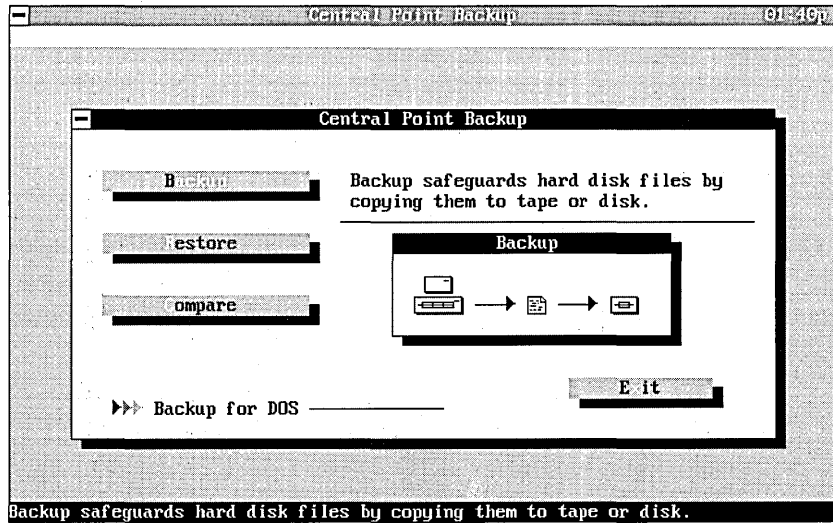 Central Point Backup 01:40p
Central Point Backup
Backup
Backup safeguards hard disk files by
copying them to tape or disk.
Restore
Backup
Compare
Exit
Backup for DOS
Backup safeguards hard disk files by copying them to tape or disk.